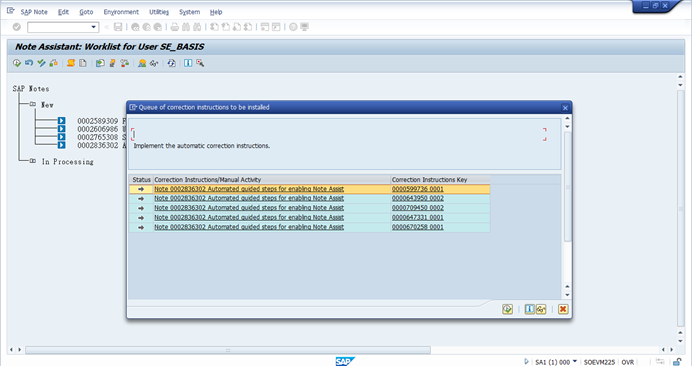 SAP Note Edit Goto Environment Utilities System Help
Note Assistant: Worklist for User SE_BASIS
SAP Notes
New
0002589309 F
0002606986 U
0002765308 S
0002836302 A
In Processing
Queue of correction instructions to be installed
Implement the automatic correction instructions.
Status Correction Instructions/Manual Activity Correction Instructions Key
Note 0002836302 Automated guided steps for enabling Note Assist 0000599736 0001
Note 0002836302 Automated guided steps for enabling Note Assist 0000643950 0002
Note 0002836302 Automated guided steps for enabling Note Assist 0000709450 0002
Note 0002836302 Automated guided steps for enabling Note Assist 0000647331 0001
Note 0002836302 Automated guided steps for enabling Note Assist 0000670258 0001
SAP SA1 (1) 000 SOEVM225 OVR